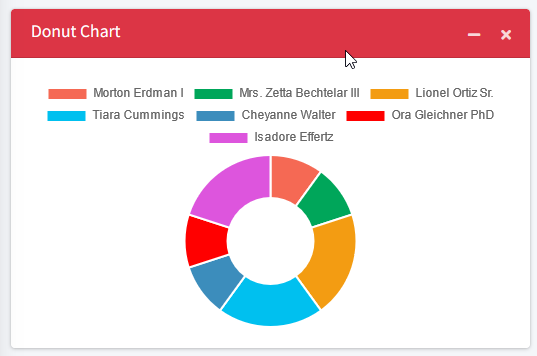 Donut Chart
Morton Erdman I Mrs. Zetta Bechtelar III Lionel Ortiz Sr.
Tiara Cummings Cheyanne Walter Ora Gleichner PhD
Isadore Effertz